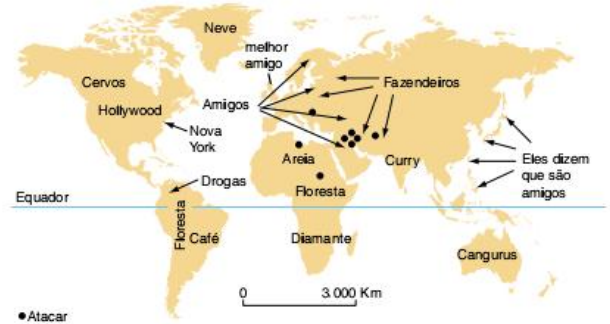 Neve
melhor
amigo
Cervos
Fazendeiros
Hollywood
Amigos
Nova
York
Areia
Curry
Eles dizem
que são
amigos
Drogas
Floresta
Equador
Floresta
Café
Diamante
Cangurus
0 3.000 Km
Atacar